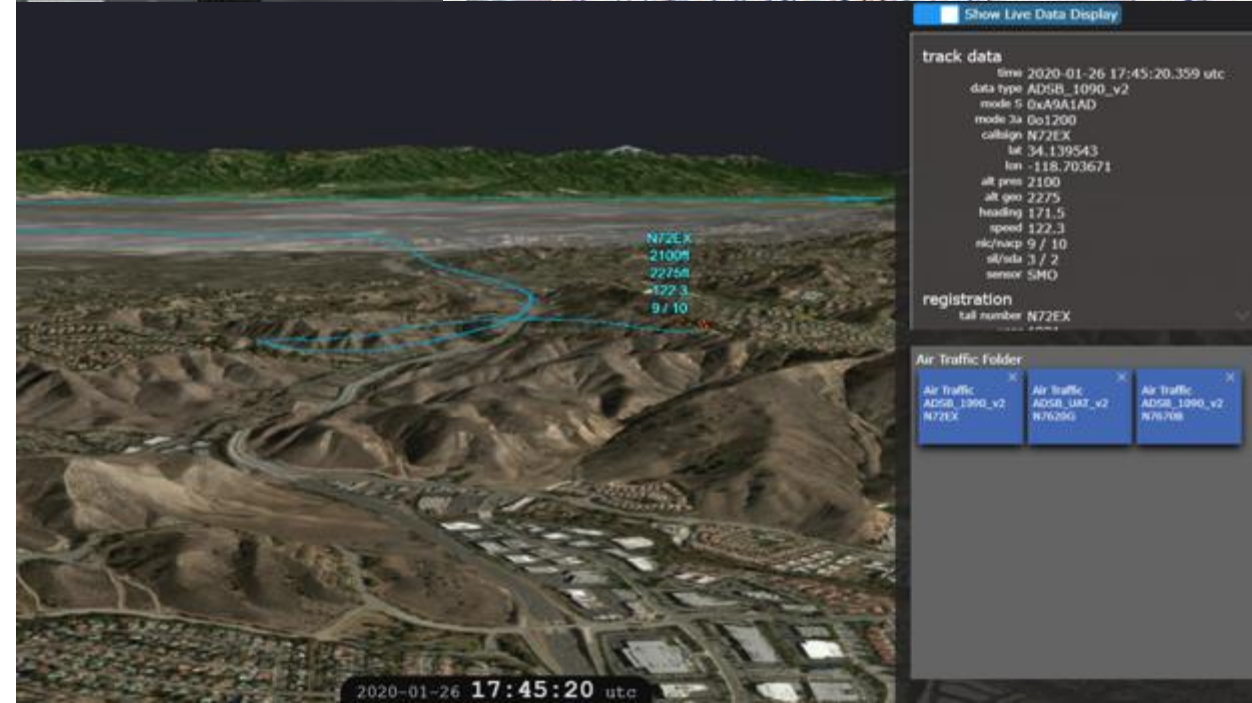 Show Live Data Display
track data
time 2020-01-26 17:45:20.359 utc
data type ADSB_1090_v2
mode S 0xA9A1AD
mode 3a 0o1200
callsign N72EX
lat 34.139543
lon -118.703671
alt pres 2100
alt geo 2275
heading 171.5
speed 122.3
nic/nacp 9 / 10
sil/sda 3 / 2
sensor SMO
registration
tail number N72EX
N72EX
2100ft
2275ft
122.3
9 / 10
Air Traffic Folder
Air Traffic
ADSB_1090_v2
N72EX
Air Traffic
ADSB_UAT_v2
N7620G
Air Traffic
ADSB_1090_v2
N7670B
2020-01-26 17:45:20 utc